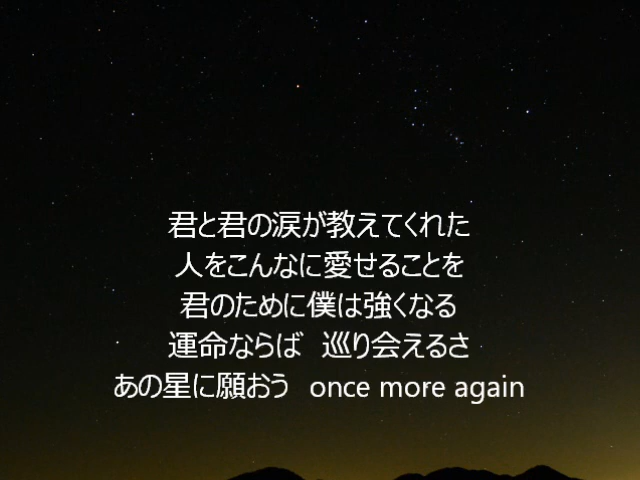 君と君の涙が教えてくれた
人をこんなに愛せることを
君のために僕は強くなる
運命ならば　巡り会えるさ
あの星に願おう　once more again